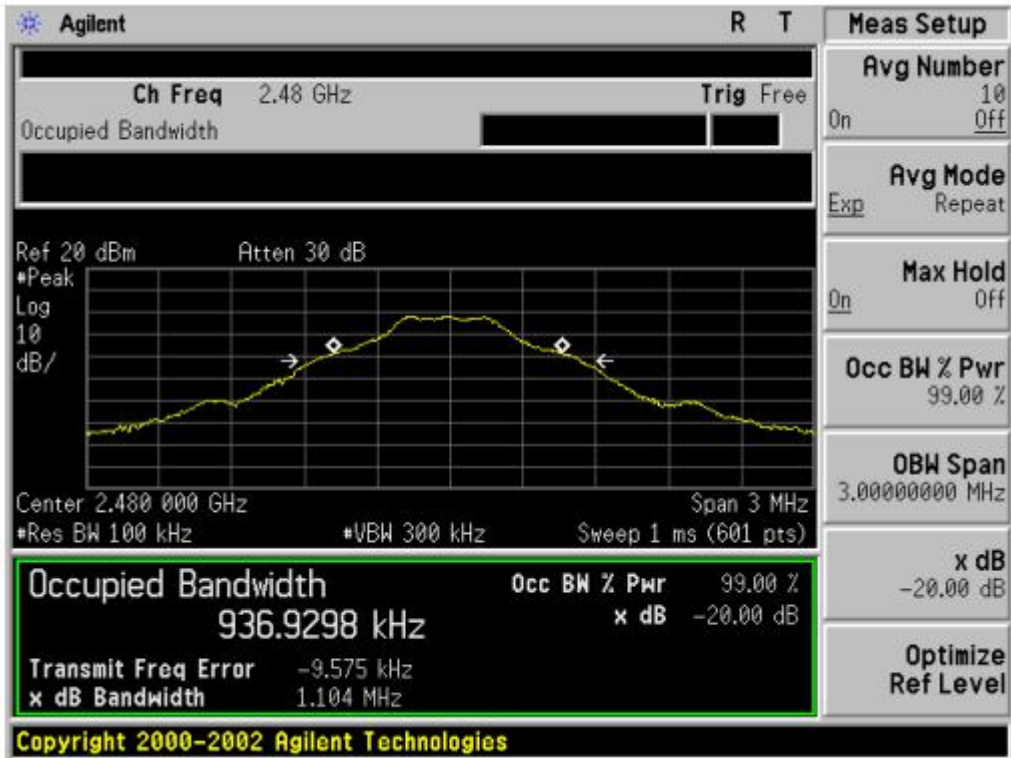 Agilent
R T
Ch Freq 2.48 GHz
Trig Free
Occupied Bandwidth
Ref 20 dBm
Atten 30 dB
#Peak
Log
10
dB/
Center 2.480 000 GHz
Span 3 MHz
#Res BW 100 kHz
#VBW 300 kHz
Sweep 1 ms (601 pts)
Occupied Bandwidth
936.9298 kHz
Occ BW % Pwr 99.00 %
x dB -20.00 dB
Transmit Freq Error -9.575 kHz
x dB Bandwidth 1.104 MHz
Copyright 2000-2002 Agilent Technologies
Meas Setup
Avg Number
10
On Off
Avg Mode
Exp Repeat
Max Hold
On Off
Occ BW % Pwr
99.00 %
OBW Span
3.00000000 MHz
x dB
-20.00 dB
Optimize
Ref Level